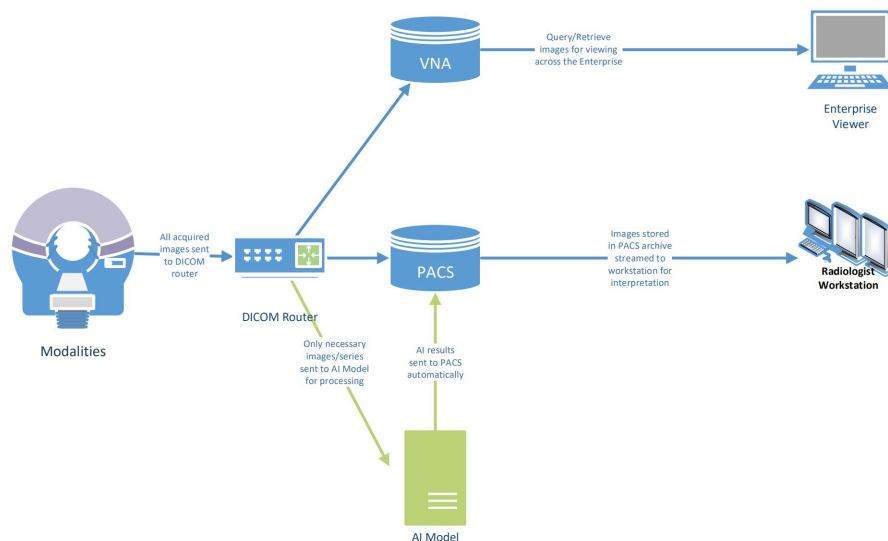 Query/Retrieve
images for viewing
across the Enterprise
VNA
Enterprise
Viewer
All acquired
images sent
to DICOM
router
PACS
Images stored
in PACS archive
streamed to
workstation for
interpretation
Radiologist
Workstation
DICOM Router
Modalities
Only necessary
images/series
sent to AI Model
for processing
AI results
sent to PACS
automatically
AI Model